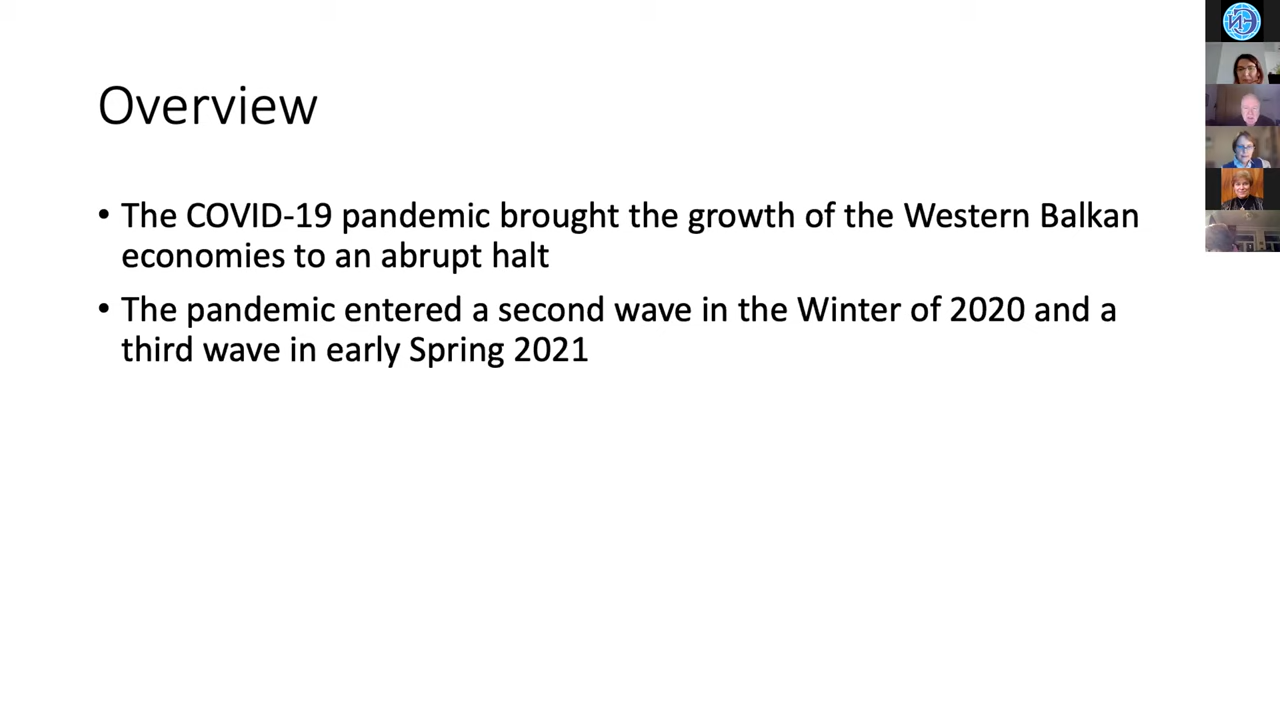 Overview
• The COVID-19 pandemic brought the growth of the Western Balkan
economies to an abrupt halt
• The pandemic entered a second wave in the Winter of 2020 and a
third wave in early Spring 2021